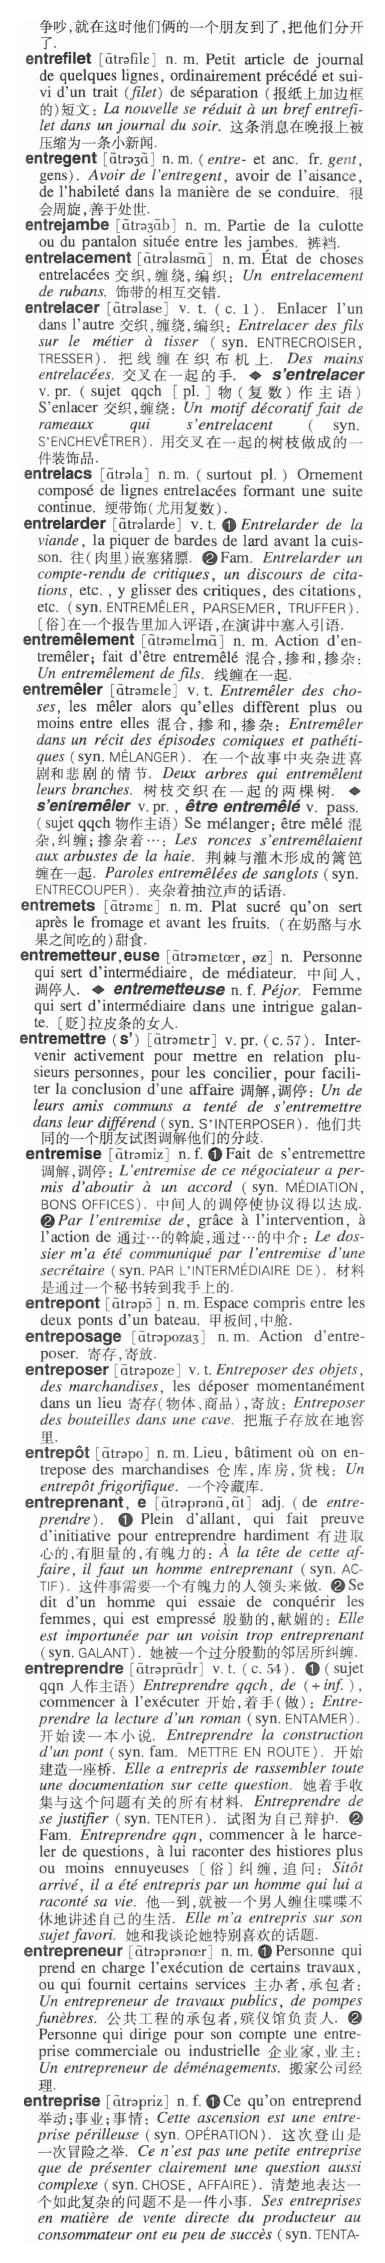 争吵,就在这时他们俩的一个朋友到了,把他们分开
了.
entrefilet [ɑ̃trəfilɛ] n. m. Petit article de journal
de quelques lignes, ordinairement précédé et sui-
vi d'un trait (filet) de séparation (报纸上加边框
的)短文: La nouvelle se réduit à un bref entrefi-
let dans un journal du soir. 这条消息在晚报上被
压缩为一条小新闻.
entregent [ɑ̃trəʒɑ̃] n. m. (entre- et anc. fr. gent,
gens). Avoir de l'entregent, avoir de l'aisance,
de l'habileté dans la manière de se conduire. 很
会周旋,善于处世.
entrejambe [ɑ̃trəʒɑ̃b] n. m. Partie de la culotte
ou du pantalon située entre les jambes. 裤裆.
entrelacement [ɑ̃trəlasmɑ̃] n. m. État de choses
entrelacées 交织,缠绕,编织: Un entrelacement
de rubans. 饰带的相互交错.
entrelacer [ɑ̃trəlase] v. t. (c. 1). Enlacer l'un
dans l'autre 交织,缠绕,编织: Entrelacer des fils
sur le métier à tisser (syn. ENTRECROISER,
TRESSER). 把线缠在织布机上. Des mains
entrelacées. 交叉在一起的手. ◆ s'entrelacer
v. pr. (sujet qqch [pl.] 物(复数)作主语)
S'enlacer 交织,缠绕: Un motif décoratif fait de
rameaux qui s'entrelacent ( syn.
S'ENCHEVÊTRER). 用交叉在一起的树枝做成的一
件装饰品.
entrelacs [ɑ̃trəla] n. m. (surtout pl.) Ornement
composé de lignes entrelacées formant une suite
continue. 绠带饰(尤用复数).
entrelarder [ɑ̃trəlarde] v. t. ❶ Entrelarder de la
viande, la piquer de bandes de lard avant la cuis-
son. 往(肉里)嵌塞猪膘. ❷ Fam. Entrelarder un
compte-rendu de critiques, un discours de cita-
tions, etc., y glisser des critiques, des citations,
etc. (syn. ENTREMÊLER, PARSEMER, TRUFFER).
〔俗〕在一个报告里加入评语,在演讲中塞入引语.
entremêlement [ɑ̃trəmɛlmɑ̃] n. m. Action d'en-
tremêler; fait d'être entremêlé 混合,掺和,掺杂:
Un entremêlement de fils. 线缠在一起.
entremêler [ɑ̃trəmɛle] v. t. Entremêler des cho-
ses, les mêler alors qu'elles diffèrent plus ou
moins entre elles 混合,掺和,掺杂: Entremêler
dans un récit des épisodes comiques et pathéti-
ques (syn. MÉLANGER). 在一个故事中夹杂进喜
剧和悲剧的情节. Deux arbres qui entremêlent
leurs branches. 树枝交织在一起的两棵树. ◆
s'entremêler v. pr., être entremêlé v. pass.
(sujet qqch 物作主语) Se mélanger; être mêlé 混
杂,纠缠;掺杂着…: Les ronces s'entremêlaient
aux arbustes de la haie. 荆棘与灌木形成的篱笆
缠在一起. Paroles entremêlées de sanglots (syn.
ENTRECOUPER). 夹杂着抽泣声的话语.
entremets [ɑ̃trəmɛ] n. m. Plat sucré qu'on sert
après le fromage et avant les fruits. (在奶酪与水
果之间吃的)甜食.
entremetteur,euse [ɑ̃trəmɛtœr, øz] n. Personne
qui sert d'intermédiaire, de médiateur. 中间人,
调停人. ◆ entremetteuse n. f. Péjor. Femme
qui sert d'intermédiaire dans une intrigue galan-
te. 〔贬〕拉皮条的女人.
entremettre (s') [ɑ̃trəmɛtr] v. pr. (c. 57). Inter-
venir activement pour mettre en relation plu-
sieurs personnes, pour les concilier, pour facili-
ter la conclusion d'une affaire 调解,调停: Un de
leurs amis communs a tenté de s'entremettre
dans leur différend (syn. S'INTERPOSER). 他们共
同的一个朋友试图调解他们的分歧.
entremise [ɑ̃trəmiz] n. f. ❶ Fait de s'entremettre
调解,调停: L'entremise de ce négociateur a per-
mis d'aboutir à un accord (syn. MÉDIATION,
BONS OFFICES). 中间人的调停使协议得以达成.
❷ Par l'entremise de, grâce à l'intervention, à
l'action de 通过…的斡旋,通过…的中介: Le dos-
sier m'a été communiqué par l'entremise d'une
secrétaire (syn. PAR L'INTERMÉDIAIRE DE). 材料
是通过一个秘书转到我手上的.
entrepont [ɑ̃trəpɔ̃] n. m. Espace compris entre les
deux ponts d'un bateau. 甲板间,中舱.
entreposage [ɑ̃trəpozaʒ] n. m. Action d'entre-
poser. 寄存,寄放.
entreposer [ɑ̃trəpoze] v. t. Entreposer des objets,
des marchandises, les déposer momentanément
dans un lieu 寄存(物体、商品),寄放: Entreposer
des bouteilles dans une cave. 把瓶子存放在地窖
里.
entrepôt [ɑ̃trəpo] n. m. Lieu, bâtiment où on en-
trepose des marchandises 仓库,库房,货栈: Un
entrepôt frigorifique. 一个冷藏库.
entreprenant, e [ɑ̃trəprənɑ̃,ɑ̃t] adj. (de entre-
prendre). ❶ Plein d'allant, qui fait preuve
d'initiative pour entreprendre hardiment 有进取
心的,有胆量的,有魄力的: À la tête de cette af-
faire, il faut un homme entreprenant (syn. AC-
TIF). 这件事需要一个有魄力的人领头来做. ❷ Se
dit d'un homme qui essaie de conquérir les
femmes, qui est empressé 殷勤的,献媚的: Elle
est importunée par un voisin trop entreprenant
(syn. GALANT). 她被一个过分殷勤的邻居所纠缠.
entreprendre [ɑ̃trəprɑ̃dr] v. t. (c. 54). ❶ (sujet
qqn 人作主语) Entreprendre qqch, de (+ inf.),
commencer à l'exécuter 开始,着手(做): Entre-
prendre la lecture d'un roman (syn. ENTAMER).
开始读一本小说. Entreprendre la construction
d'un pont (syn. fam. METTRE EN ROUTE). 开始
建造一座桥. Elle a entrepris de rassembler toute
une documentation sur cette question. 她着手收
集与这个问题有关的所有材料. Entreprendre de
se justifier (syn. TENTER). 试图为自己辩护. ❷
Fam. Entreprendre qqn, commencer à le harce-
ler de questions, à lui raconter des histiores plus
ou moins ennuyeuses 〔俗〕纠缠,追问: Sitôt
arrivé, il a été entrepris par un homme qui lui a
raconté sa vie. 他一到,就被一个男人缠住喋喋不
休地讲述自己的生活. Elle m'a entrepris sur son
sujet favori. 她和我谈论她特别喜欢的话题.
entrepreneur [ɑ̃trəprənœr] n. m. ❶ Personne qui
prend en charge l'exécution de certains travaux,
ou qui fournit certains services 主办者,承包者:
Un entrepreneur de travaux publics, de pompes
funèbres. 公共工程的承包者,殡仪馆负责人. ❷
Personne qui dirige pour son compte une entre-
prise commerciale ou industrielle 企业家,业主:
Un entrepreneur de déménagements. 搬家公司经
理.
entreprise [ɑ̃trəpriz] n. f. ❶ Ce qu'on entreprend
举动;事业;事情: Cette ascension est une entre-
prise périlleuse (syn. OPÉRATION). 这次登山是
一次冒险之举. Ce n'est pas une petite entreprise
que de présenter clairement une question aussi
complexe (syn. CHOSE, AFFAIRE). 清楚地表达一
个如此复杂的问题不是一件小事. Ses entreprises
en matière de vente directe du producteur au
consommateur ont eu peu de succès (syn. TENTA-